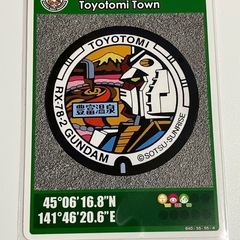 Toyotomi Town
TOYOTOMI
豊富温泉
RX-78-2 GUNDAM
©SOTSU・SUNRISE
45°06'16.8"N
141°46'20.6"E